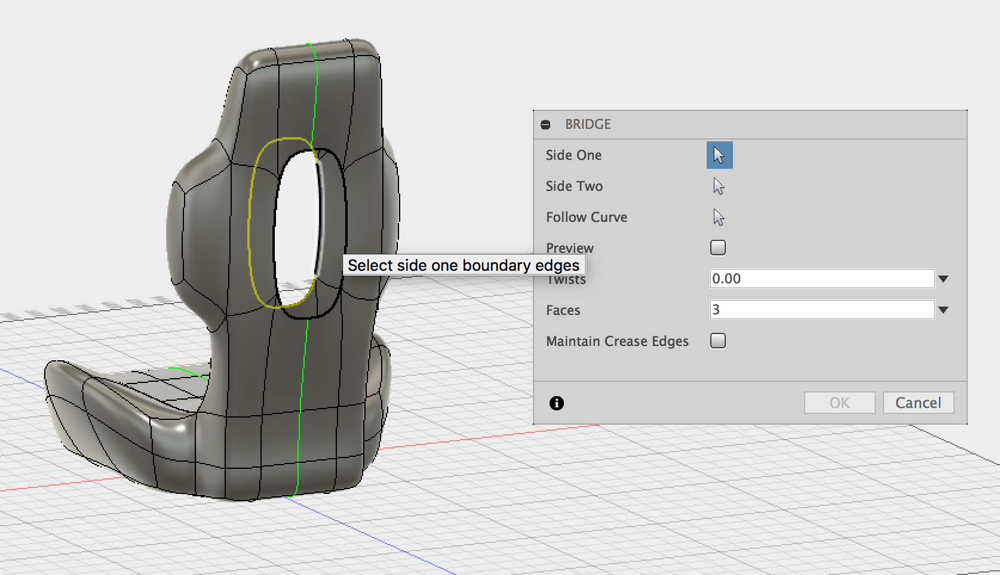 BRIDGE
Side One
Side Two
Follow Curve
Preview
Select side one boundary edges
Twists 0.00
Faces 3
Maintain Crease Edges
OK Cancel